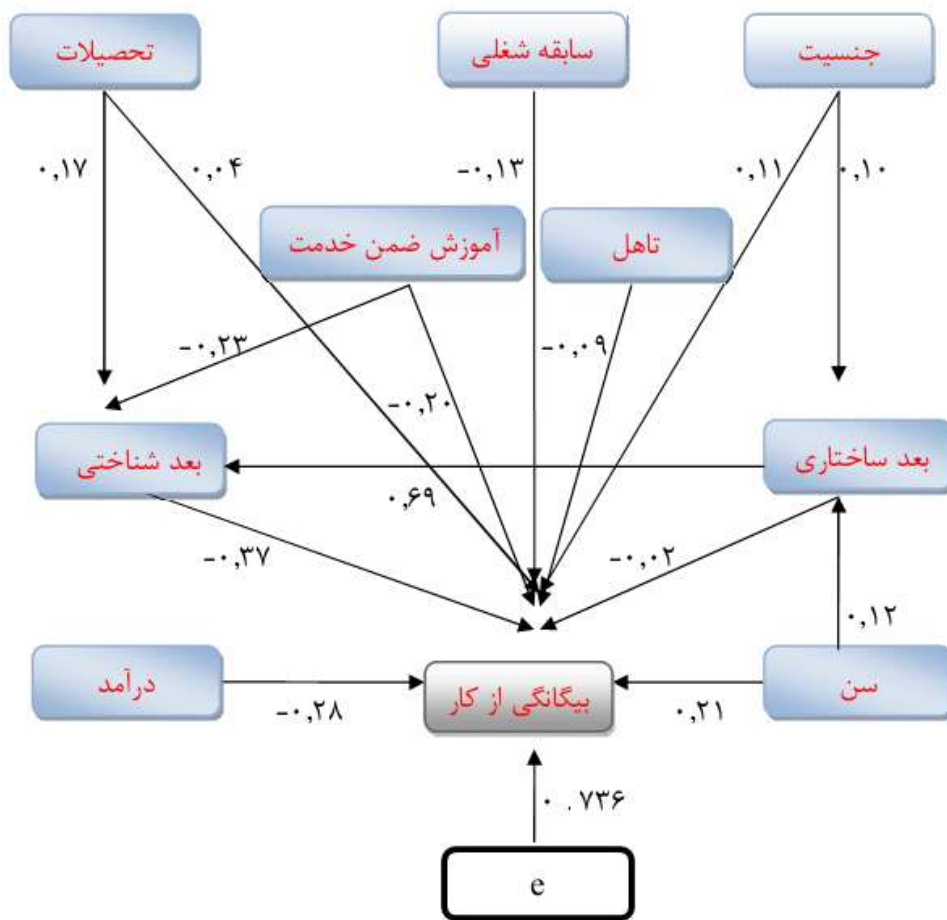 جنسیت
سابقه شغلی
تحصیلات
۰,۱۰
۰,۱۱
-۰,۱۳
۰,۰۴
۰,۱۷
تاهل
آموزش ضمن خدمت
-۰,۰۹
-۰,۲۰
-۰,۲۳
بعد ساختاری
بعد شناختی
۰,۶۹
-۰,۰۲
-۰,۳۷
۰,۱۲
سن
بیگانگی از کار
درآمد
۰,۲۱
-۰,۲۸
۰.۷۳۶
e